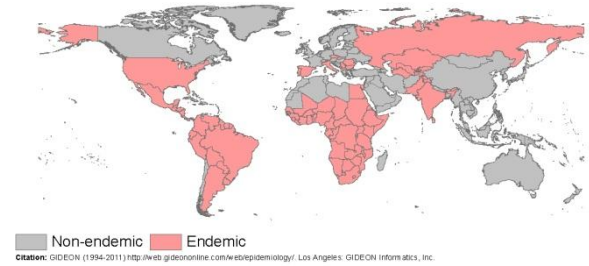 Non-endemic Endemic
Citation: GIDEON (1994-2011) http://web.gideononline.com/web/epidemiology/. Los Angeles: GIDEON Informatics, Inc.